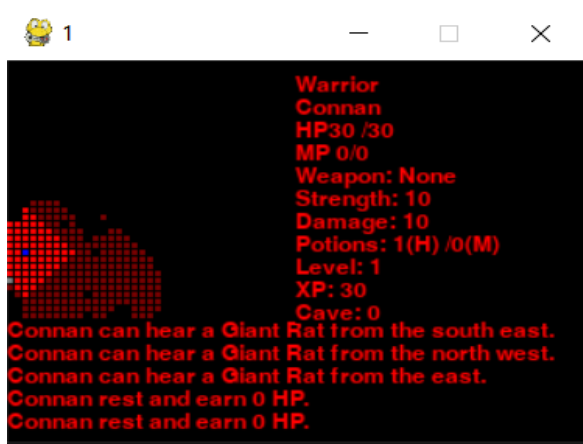 1
Warrior
Connan
HP30 /30
MP 0/0
Weapon: None
Strength: 10
Damage: 10
Potions: 1(H) /0(M)
Level: 1
XP: 30
Cave: 0
Connan can hear a Giant Rat from the south east.
Connan can hear a Giant Rat from the north west.
Connan can hear a Giant Rat from the east.
Connan rest and earn 0 HP.
Connan rest and earn 0 HP.